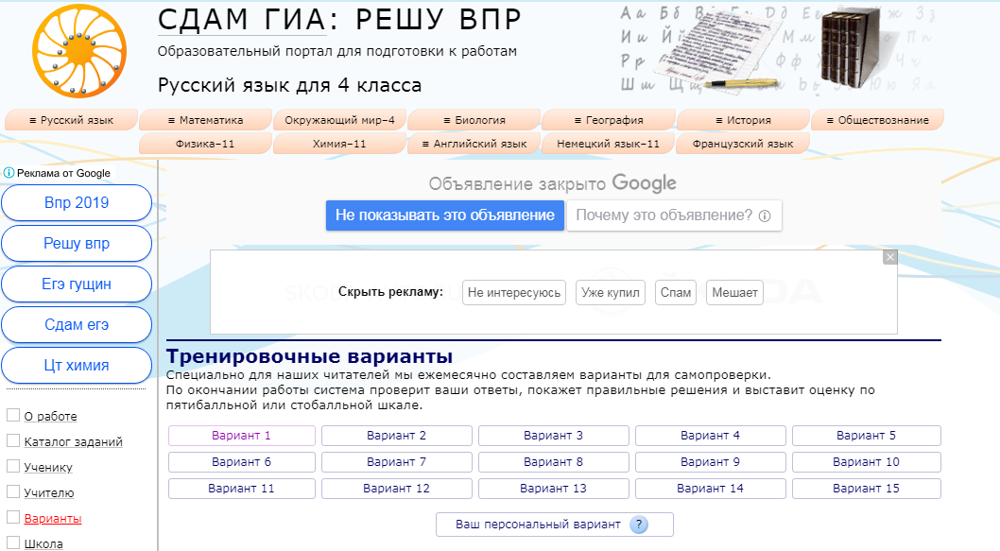 СДАМ ГИА: РЕШУ ВПР
Образовательный портал для подготовки к работам
Русский язык для 4 класса
≡ Русский язык ≡ Математика Окружающий мир–4 ≡ Биология ≡ География ≡ История ≡ Обществознание
Физика–11 Химия–11 ≡ Английский язык Немецкий язык–11 Французский язык
Реклама от Google
Впр 2019
Решу впр
Егэ гущин
Сдам егэ
Цт химия
О работе
Каталог заданий
Ученику
Учителю
Варианты
Школа
Объявление закрыто Google
Не показывать это объявление Почему это объявление?
Скрыть рекламу: Не интересуюсь Уже купил Спам Мешает
Тренировочные варианты
Специально для наших читателей мы ежемесячно составляем варианты для самопроверки.
По окончании работы система проверит ваши ответы, покажет правильные решения и выставит оценку по
пятибалльной или стобалльной шкале.
Вариант 1 Вариант 2 Вариант 3 Вариант 4 Вариант 5
Вариант 6 Вариант 7 Вариант 8 Вариант 9 Вариант 10
Вариант 11 Вариант 12 Вариант 13 Вариант 14 Вариант 15
Ваш персональный вариант ?